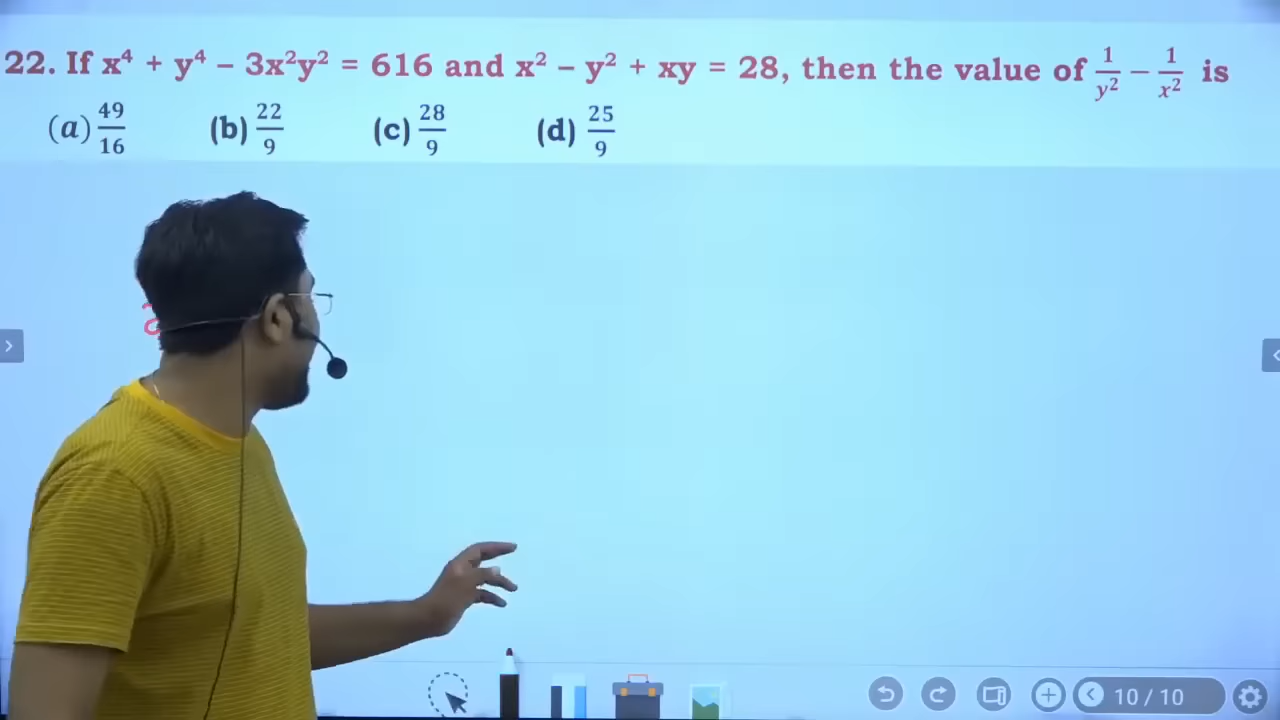 22. If x⁴ + y⁴ – 3x²y² = 616 and x² – y² + xy = 28, then the value of 1/y² – 1/x² is
(a) 49/16 (b) 22/9 (c) 28/9 (d) 25/9
10 / 10